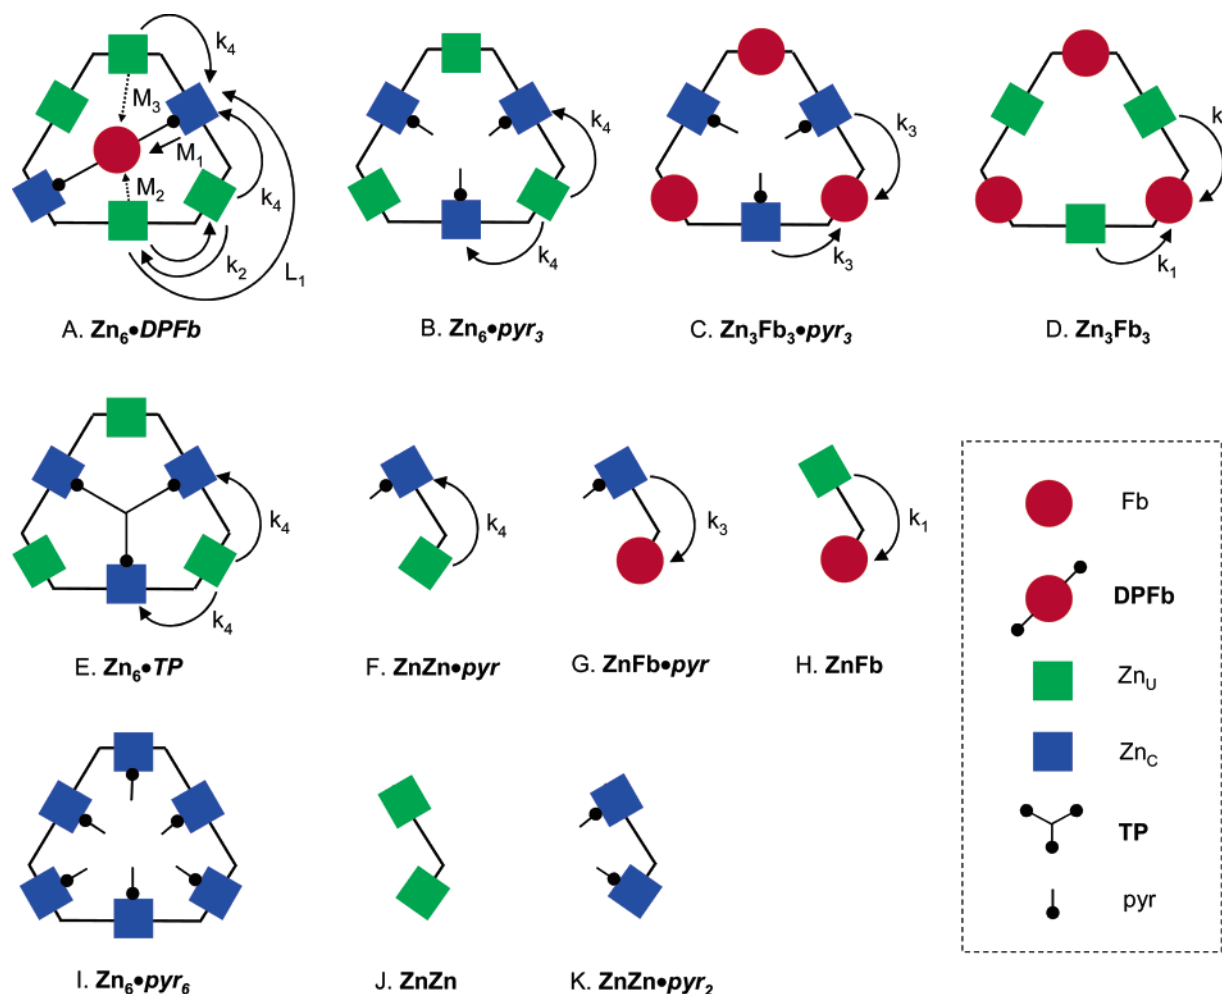 k₄
M₃
M₁
M₂
k₄
k₂
L₁
A. Zn₆•DPFb
k₄
k₄
B. Zn₆•pyr₃
k₃
k₃
C. Zn₃Fb₃•pyr₃
k
k₁
D. Zn₃Fb₃
k₄
k₄
E. Zn₆•TP
k₄
F. ZnZn•pyr
k₃
G. ZnFb•pyr
k₁
H. ZnFb
I. Zn₆•pyr₆
J. ZnZn
K. ZnZn•pyr₂
Fb
DPFb
Zn_U
Zn_C
TP
pyr